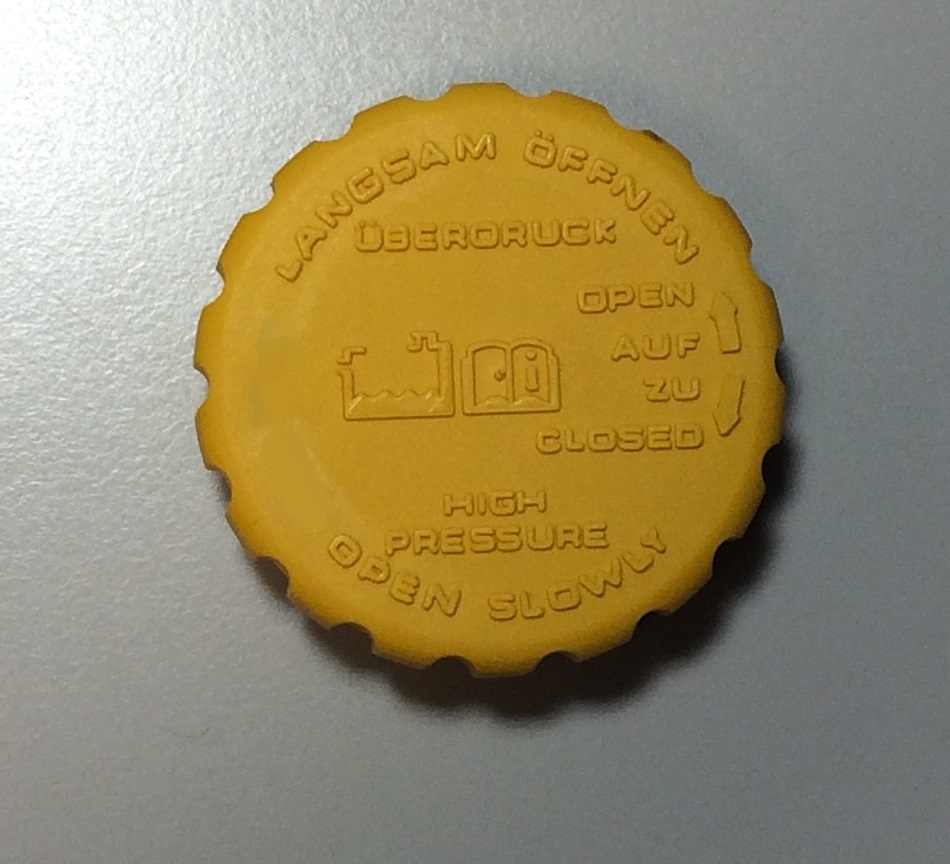 LANGSAM ÖFFNEN
ÜBERDRUCK
OPEN
AUF
ZU
CLOSED
HIGH
PRESSURE
OPEN SLOWLY